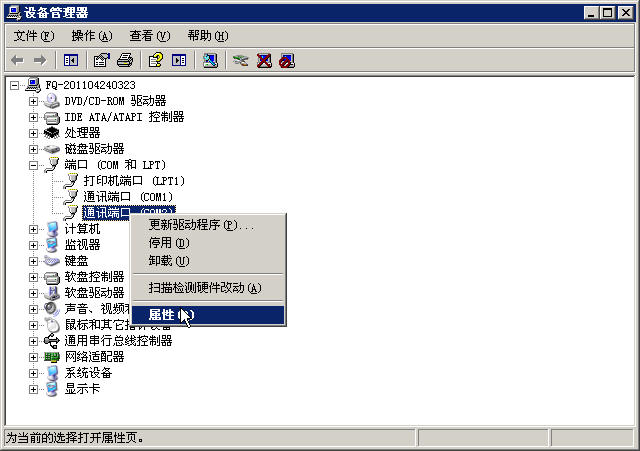 设备管理器
文件(F) 操作(A) 查看(V) 帮助(H)
FQ-201104240323
DVD/CD-ROM 驱动器
IDE ATA/ATAPI 控制器
处理器
磁盘驱动器
端口 (COM 和 LPT)
打印机端口 (LPT1)
通讯端口 (COM1)
通讯端口 (COM2)
更新驱动程序(P)...
停用(D)
卸载(U)
扫描检测硬件改动(A)
属性(R)
计算机
监视器
键盘
软盘控制器
软盘驱动器
声音、视频和
鼠标和其它指针设备
通用串行总线控制器
网络适配器
系统设备
显示卡
为当前的选择打开属性页。